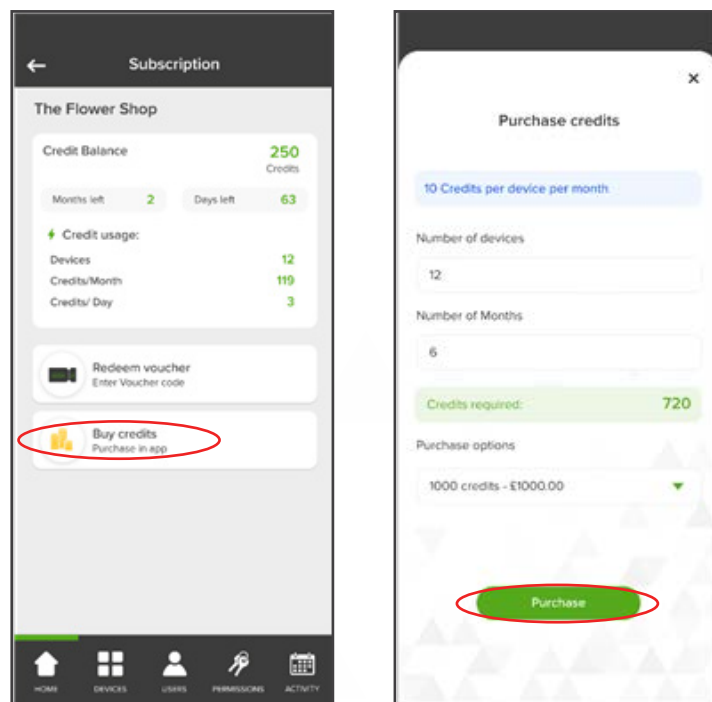 Subscription
The Flower Shop
Credit Balance
250
Credits
Months left 2 Days left 63
Credit usage:
Devices 12
Credits/Month 119
Credits/ Day 3
Redeem voucher
Enter Voucher code
Buy credits
Purchase in app
HOME DEVICES USERS PERMISSIONS ACTIVITY
Purchase credits
10 Credits per device per month
Number of devices
12
Number of Months
6
Credits required: 720
Purchase options
1000 credits - £1000.00
Purchase